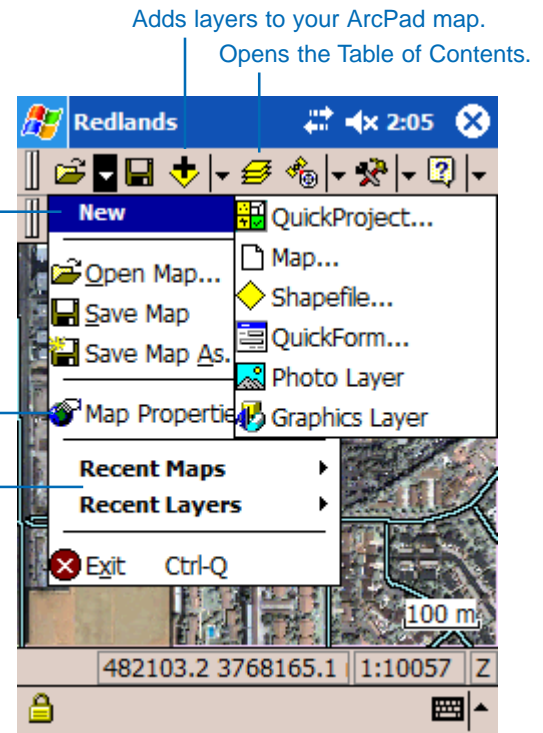 Adds layers to your ArcPad map.
Opens the Table of Contents.
Redlands 2:05
New
QuickProject...
Map...
Open Map...
Shapefile...
Save Map
QuickForm...
Save Map As.
Photo Layer
Map Propertie
Graphics Layer
Recent Maps
Recent Layers
Exit Ctrl-Q
100 m
482103.2 3768165.1 1:10057 Z